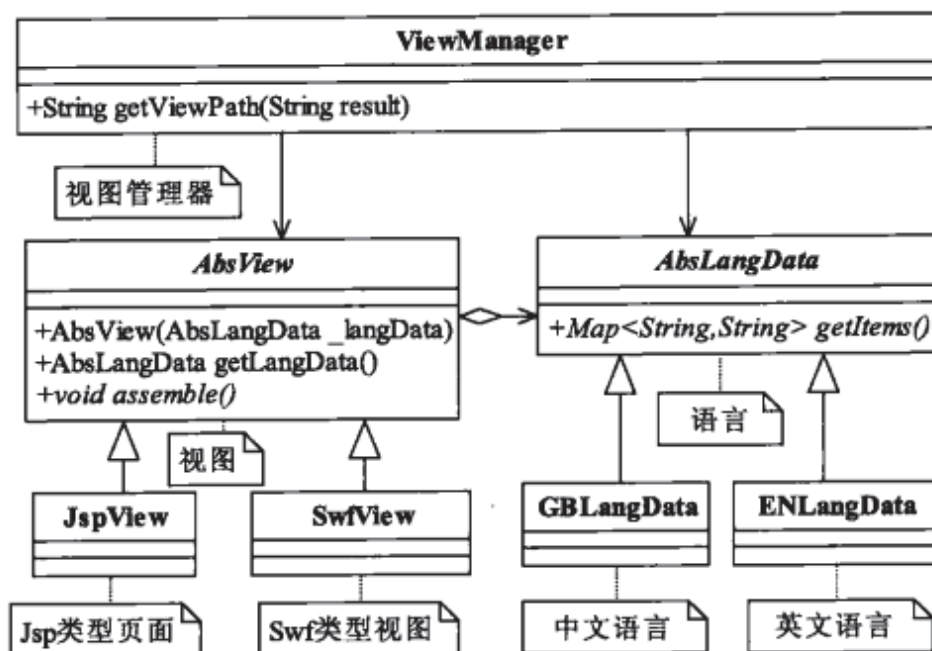 ViewManager
+String getViewPath(String result)
视图管理器
AbsView
+AbsView(AbsLangData _langData)
+AbsLangData getLangData()
+void assemble()
AbsLangData
+Map<String,String> getItems()
视图
语言
JspView
SwfView
GBLangData
ENLangData
Jsp类型页面
Swf类型视图
中文语言
英文语言